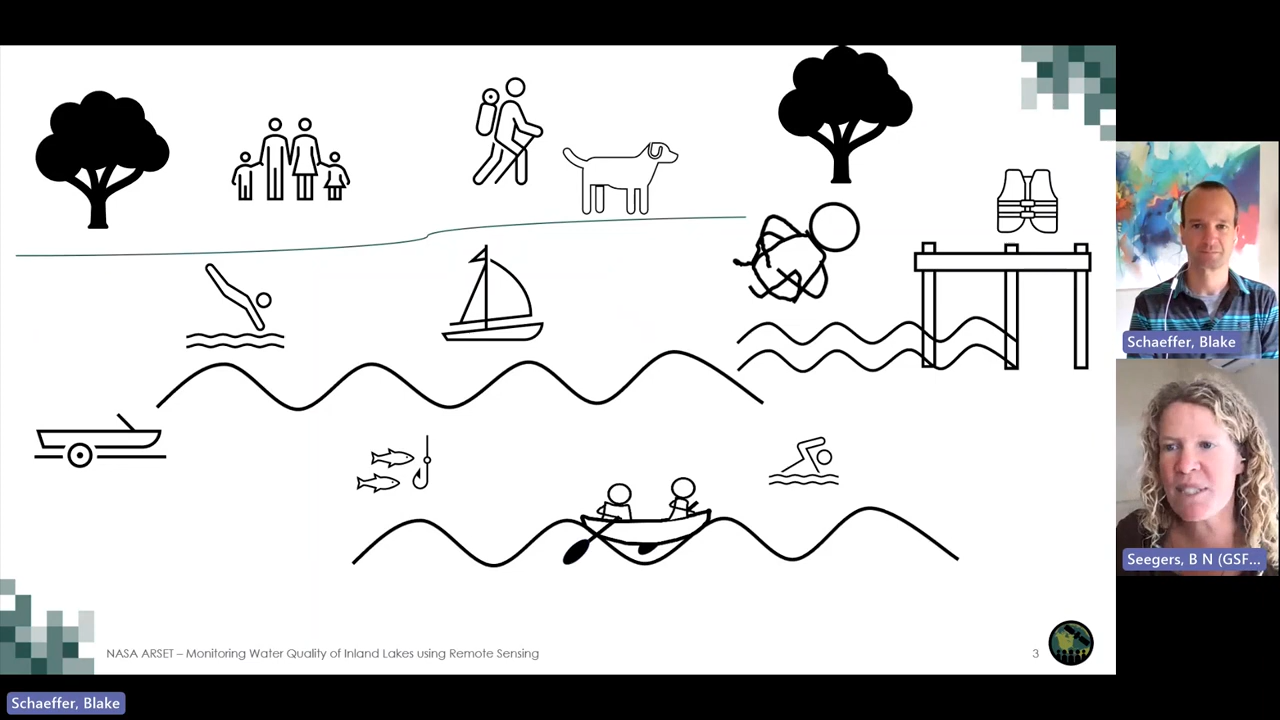 Schaeffer, Blake
Seegers, B N (GSF...
NASA ARSET – Monitoring Water Quality of Inland Lakes using Remote Sensing
3
Schaeffer, Blake